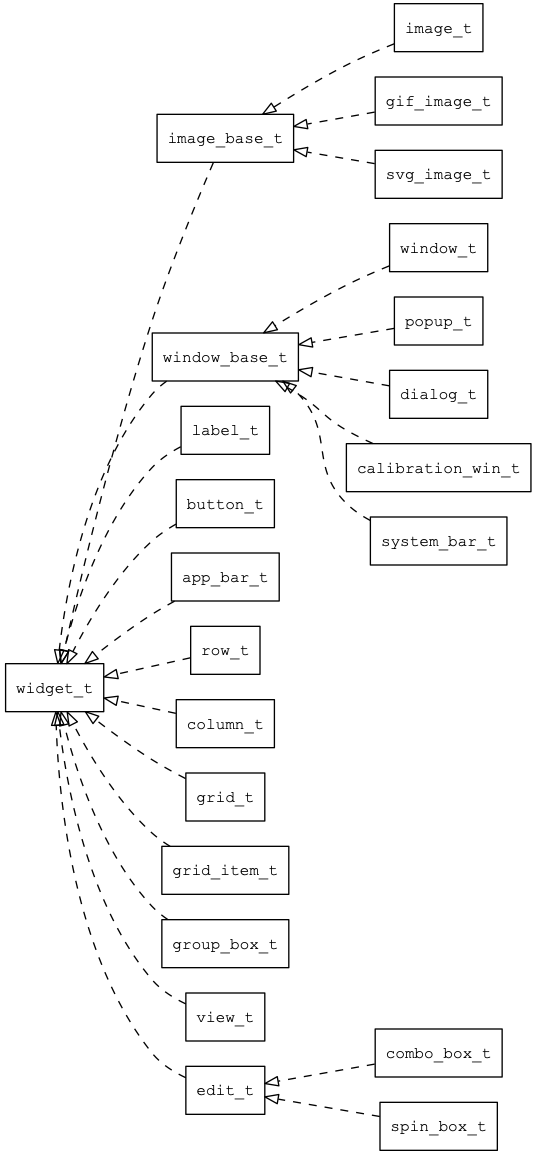 image_t
gif_image_t
image_base_t
svg_image_t
window_t
popup_t
window_base_t
dialog_t
label_t
calibration_win_t
button_t
system_bar_t
app_bar_t
row_t
widget_t
column_t
grid_t
grid_item_t
group_box_t
view_t
combo_box_t
edit_t
spin_box_t